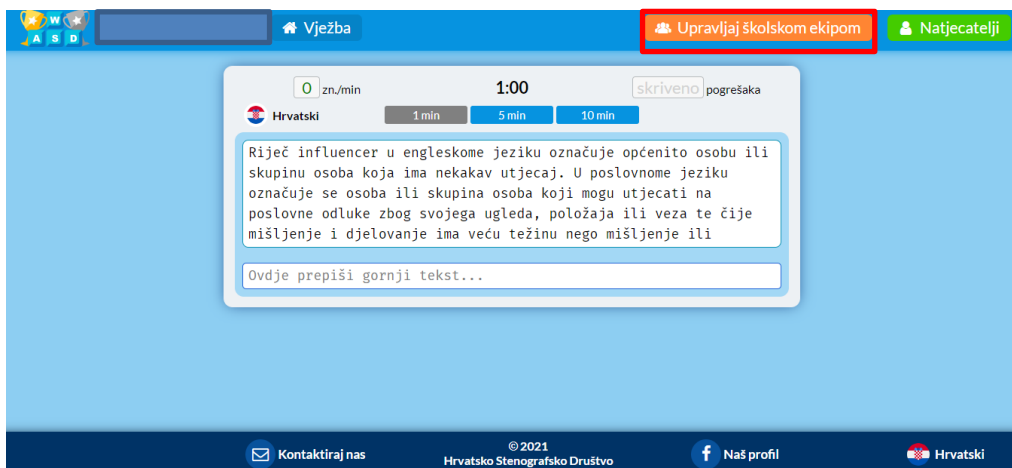 W
A S D
Vježba
Upravljaj školskom ekipom
Natjecatelji
0 zn./min
1:00
skriveno pogrešaka
Hrvatski
1 min
5 min
10 min
Riječ influencer u engleskome jeziku označuje općenito osobu ili
skupinu osoba koja ima nekakav utjecaj. U poslovnome jeziku
označuje se osoba ili skupina osoba koji mogu utjecati na
poslovne odluke zbog svojega ugleda, položaja ili veza te čije
mišljenje i djelovanje ima veću težinu nego mišljenje ili
Ovdje prepiši gornji tekst...
Kontaktiraj nas
© 2021
Hrvatsko Stenografsko Društvo
f Naš profil
Hrvatski